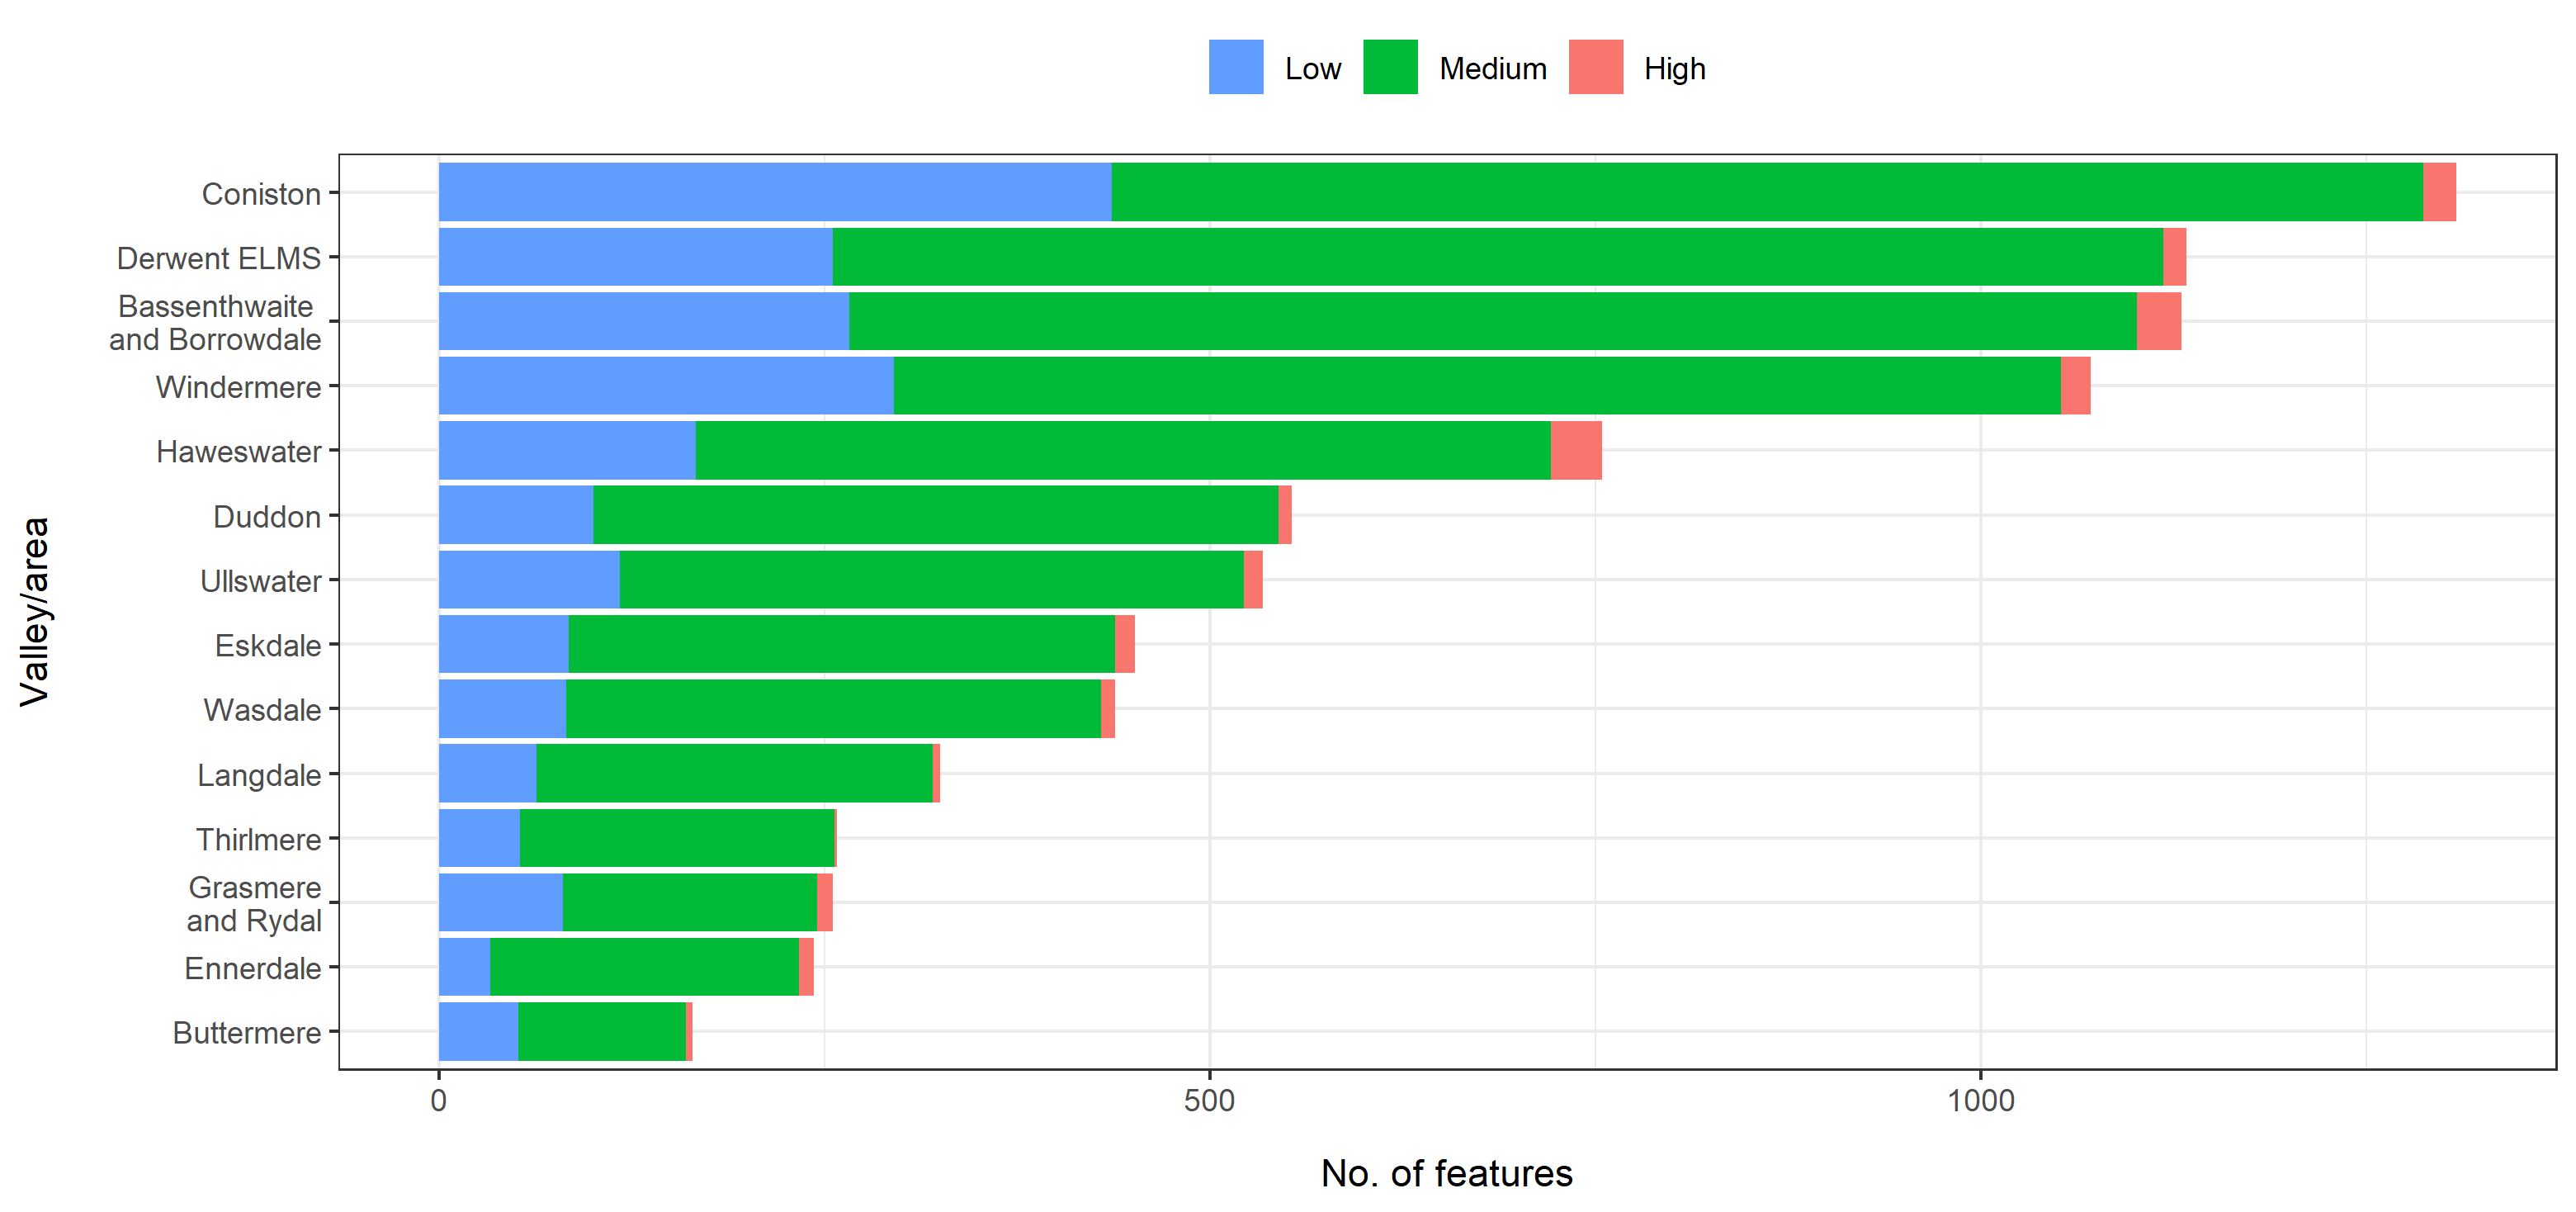 Low Medium High
Coniston
Derwent ELMS
Bassenthwaite
and Borrowdale
Windermere
Haweswater
Duddon
Ullswater
Eskdale
Wasdale
Langdale
Thirlmere
Grasmere
and Rydal
Ennerdale
Buttermere
Valley/area
0 500 1000
No. of features